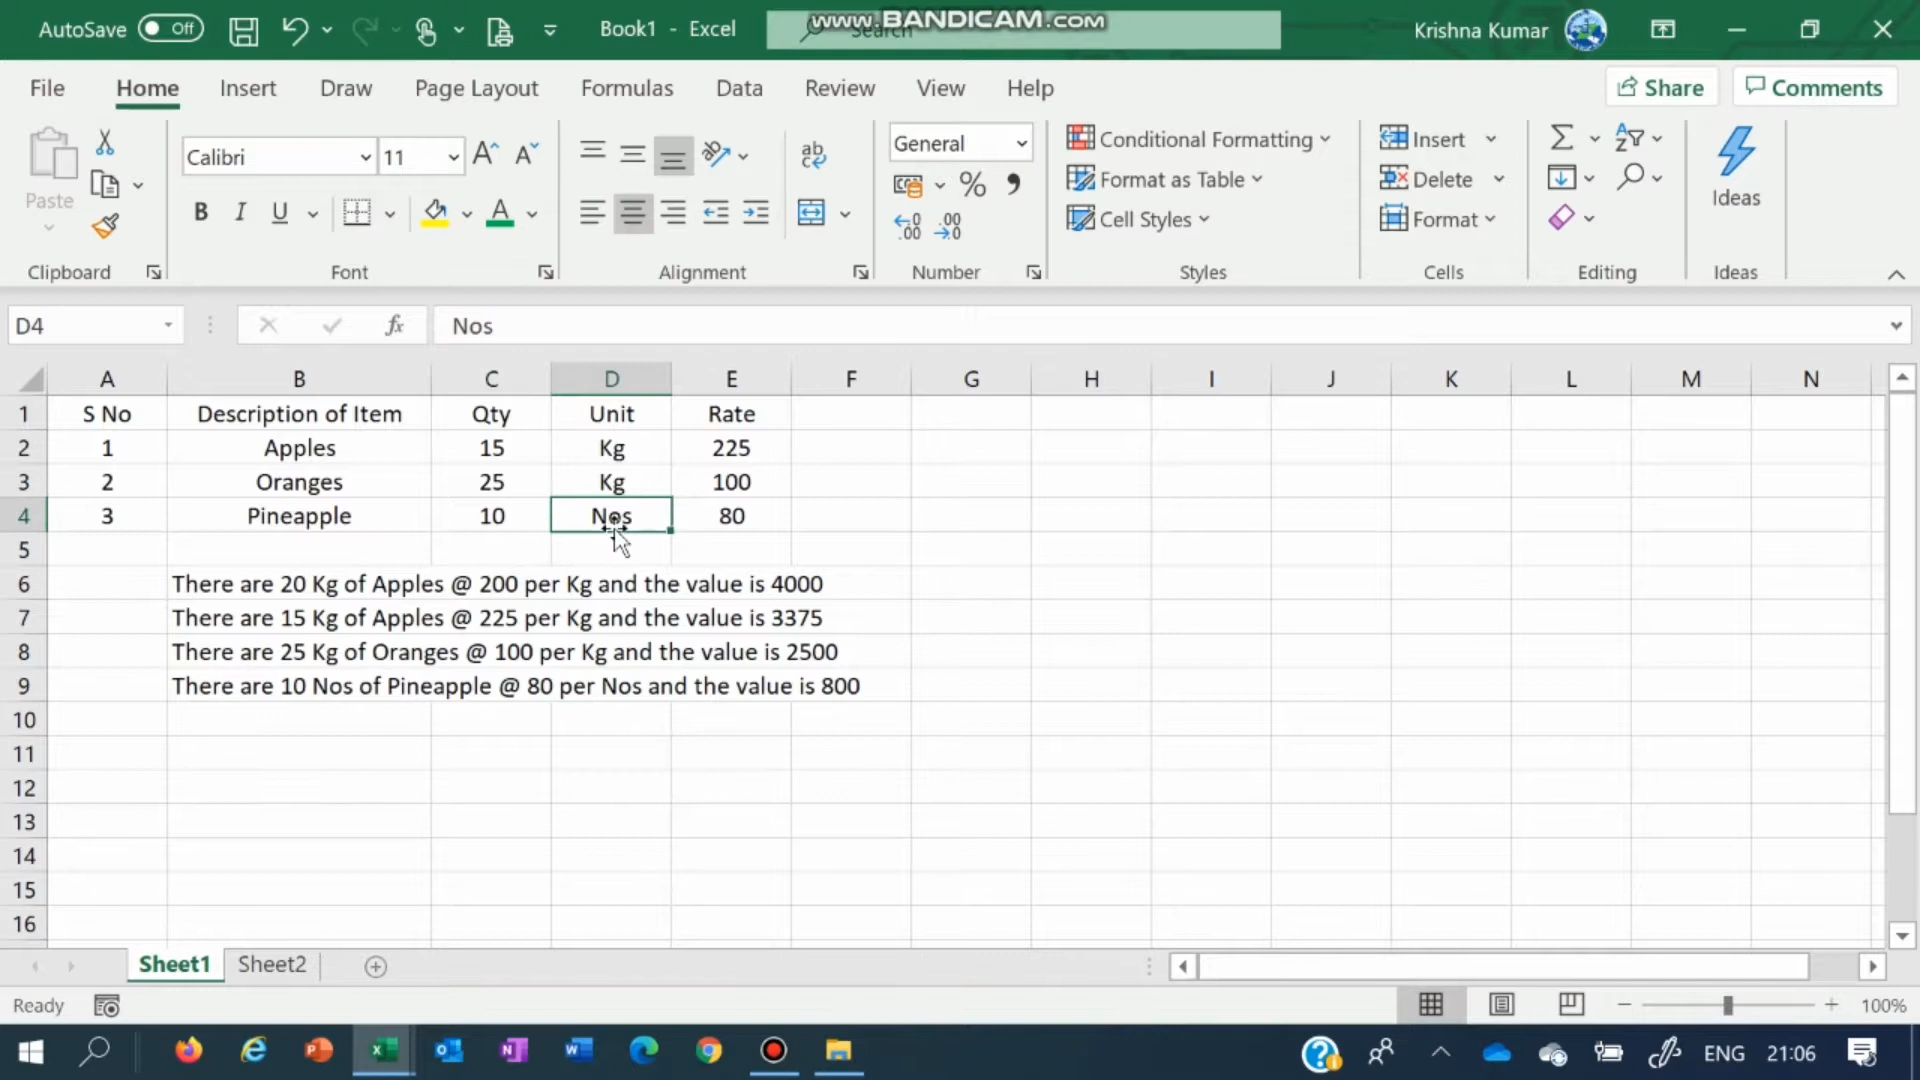 AutoSave Off Book1 - Excel Search Krishna Kumar
www.BANDICAM.com
File Home Insert Draw Page Layout Formulas Data Review View Help Share Comments
Paste Calibri 11 General Conditional Formatting Insert
Format as Table Delete Ideas
B I U A % Cell Styles Format
Clipboard Font Alignment Number Styles Cells Editing Ideas
D4 fx Nos
A B C D E F G H I J K L M N
1 S No Description of Item Qty Unit Rate
2 1 Apples 15 Kg 225
3 2 Oranges 25 Kg 100
4 3 Pineapple 10 Nos 80
5
6 There are 20 Kg of Apples @ 200 per Kg and the value is 4000
7 There are 15 Kg of Apples @ 225 per Kg and the value is 3375
8 There are 25 Kg of Oranges @ 100 per Kg and the value is 2500
9 There are 10 Nos of Pineapple @ 80 per Nos and the value is 800
10
11
12
13
14
15
16
Sheet1 Sheet2
Ready 100%
ENG 21:06